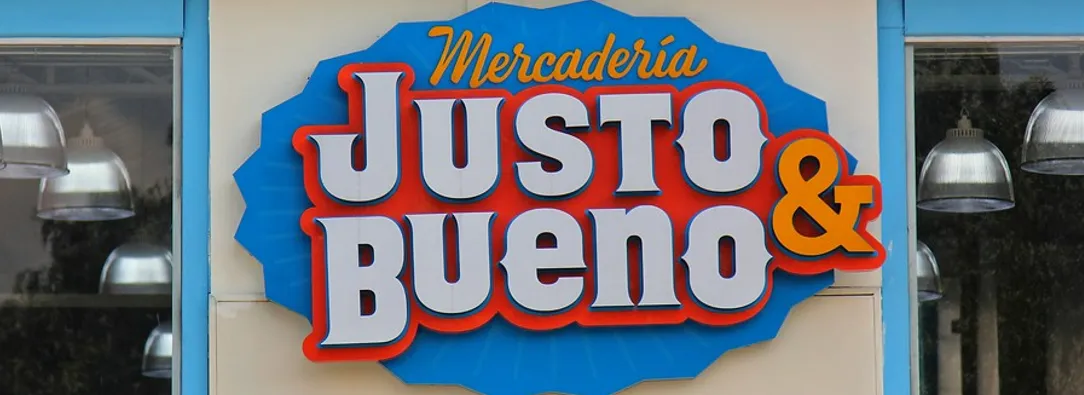 Mercadería
JUSTO &
BUENO